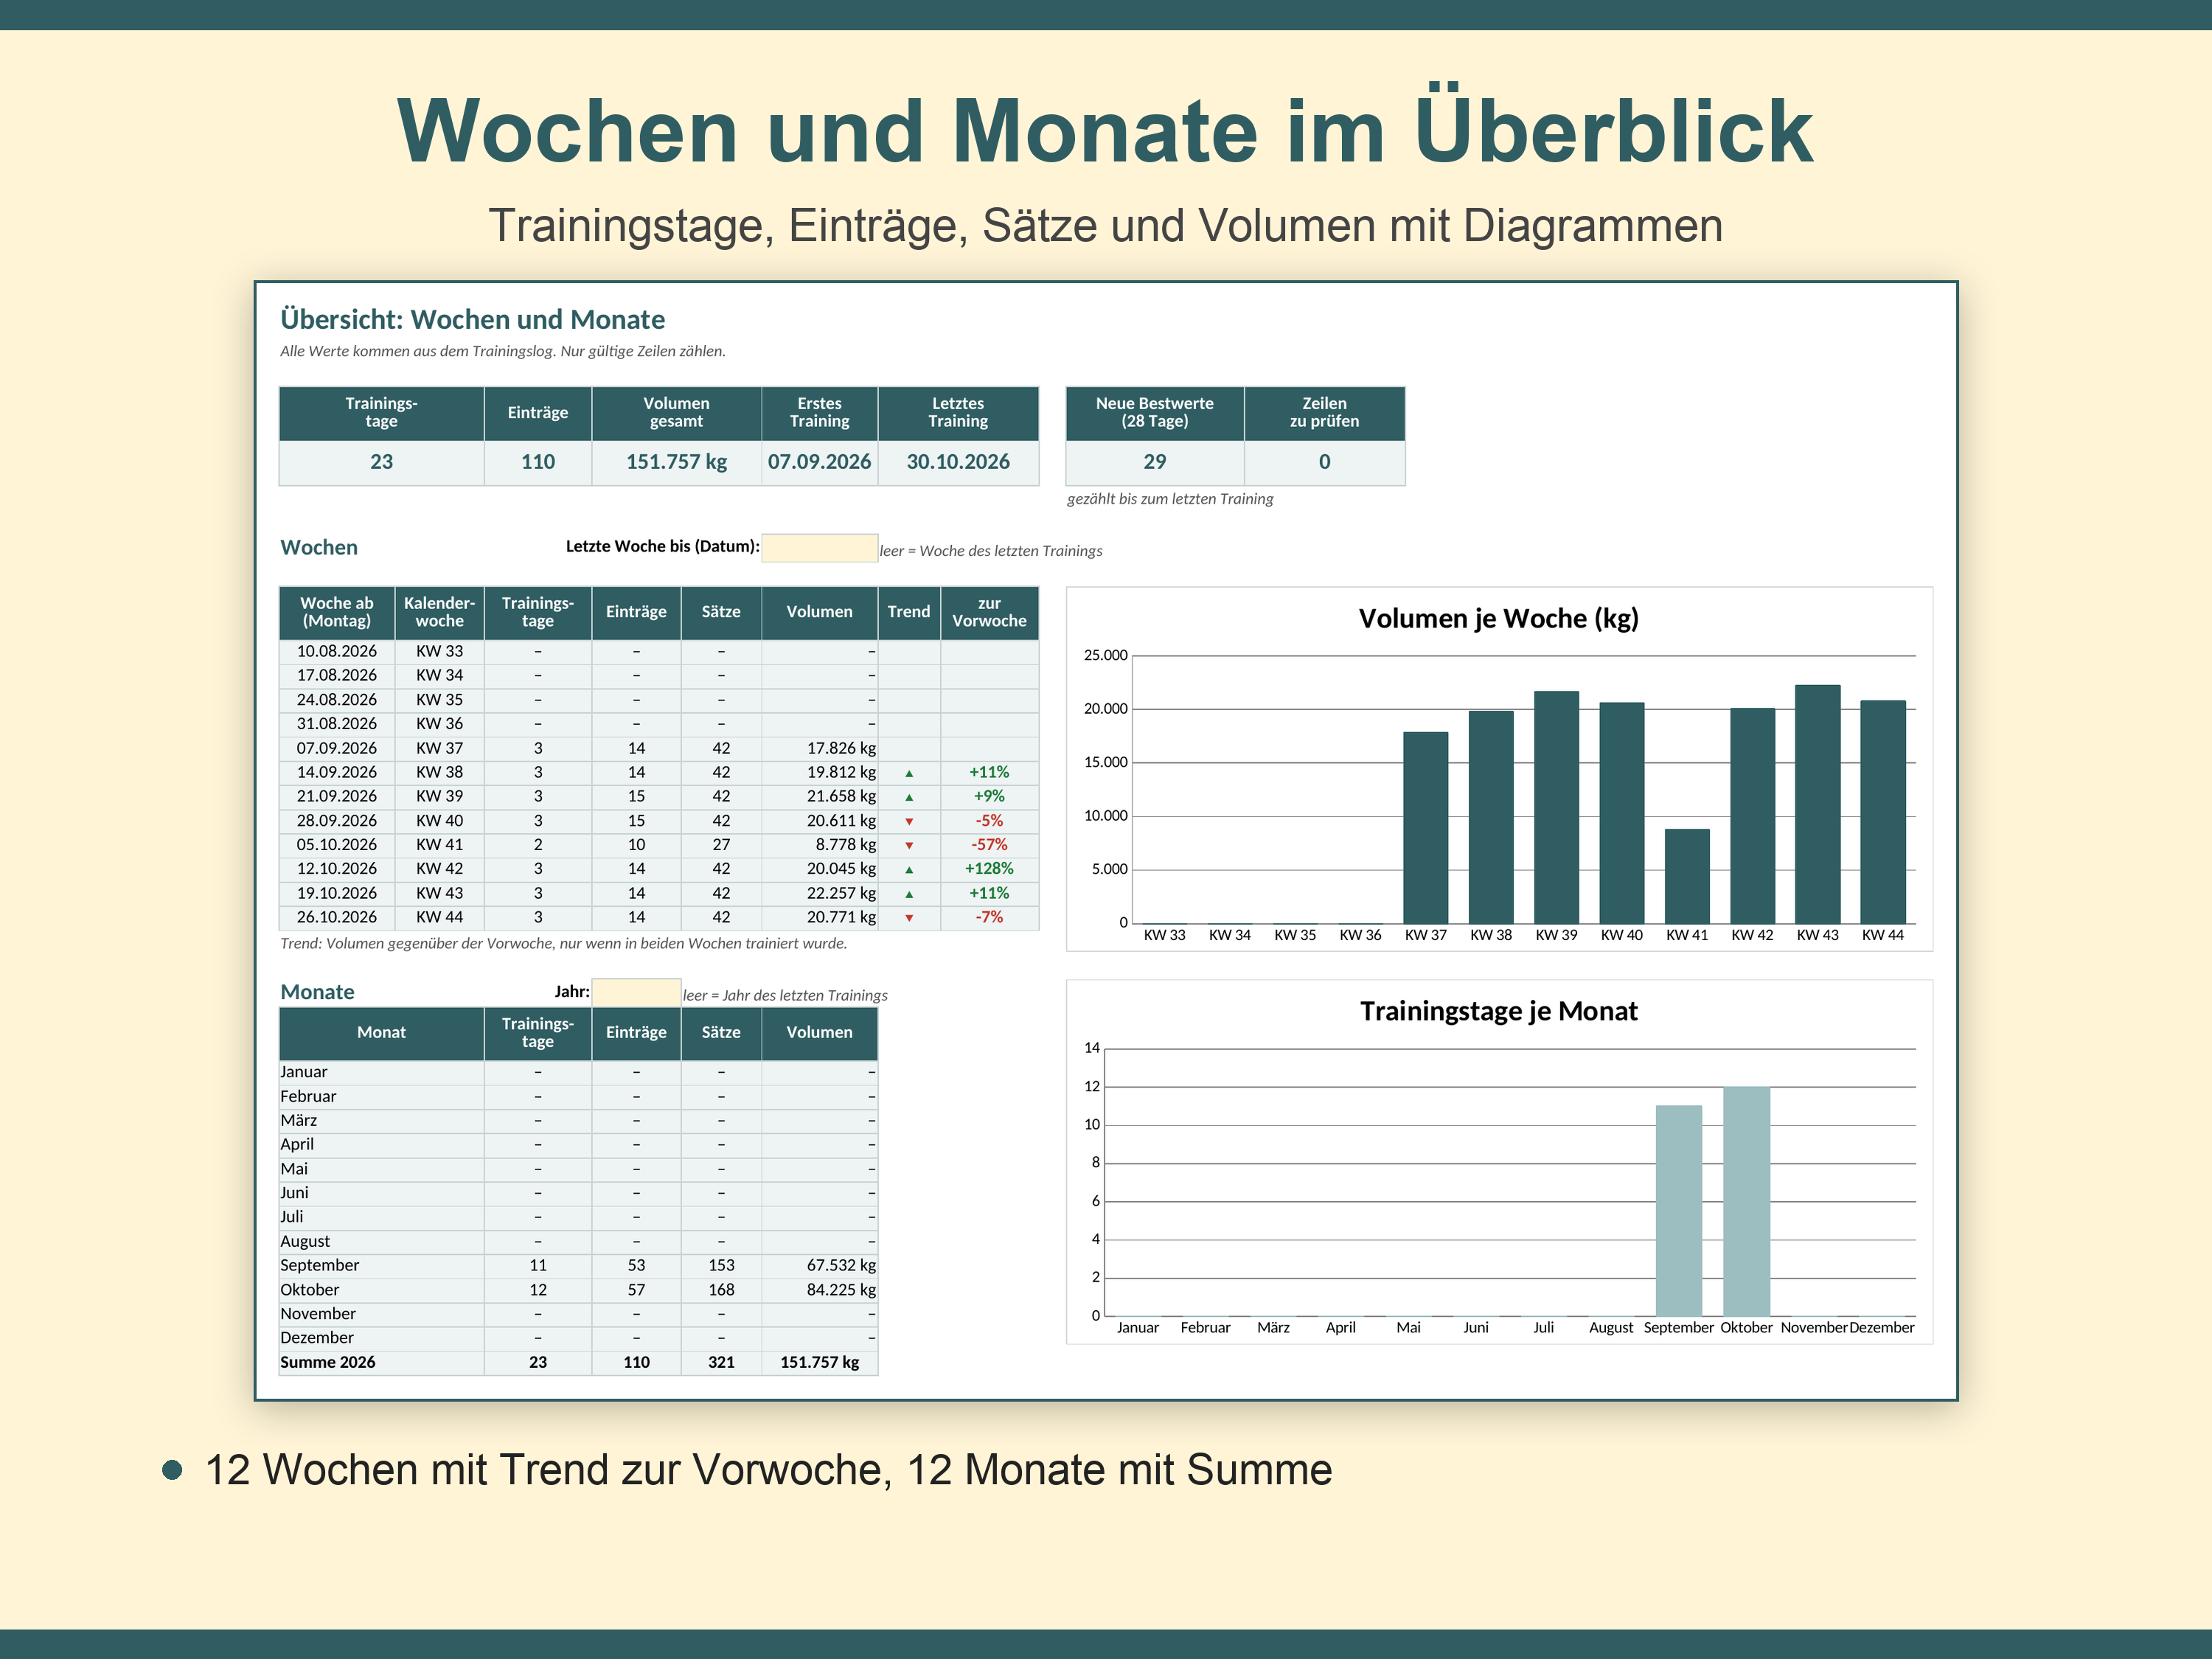 Wochen und Monate im Überblick
Trainingstage, Einträge, Sätze und Volumen mit Diagrammen
Übersicht: Wochen und Monate
Alle Werte kommen aus dem Trainingslog. Nur gültige Zeilen zählen.
Trainings-tage Einträge Volumen gesamt Erstes Training Letztes Training Neue Bestwerte (28 Tage) Zeilen zu prüfen
23 110 151.757 kg 07.09.2026 30.10.2026 29 0
gezählt bis zum letzten Training
Wochen Letzte Woche bis (Datum): leer = Woche des letzten Trainings
Woche ab (Montag) Kalender-woche Trainings-tage Einträge Sätze Volumen Trend zur Vorwoche
10.08.2026 KW 33 – – – –
17.08.2026 KW 34 – – – –
24.08.2026 KW 35 – – – –
31.08.2026 KW 36 – – – –
07.09.2026 KW 37 3 14 42 17.826 kg
14.09.2026 KW 38 3 14 42 19.812 kg ▲ +11%
21.09.2026 KW 39 3 15 42 21.658 kg ▲ +9%
28.09.2026 KW 40 3 15 42 20.611 kg ▼ -5%
05.10.2026 KW 41 2 10 27 8.778 kg ▼ -57%
12.10.2026 KW 42 3 14 42 20.045 kg ▲ +128%
19.10.2026 KW 43 3 14 42 22.257 kg ▲ +11%
26.10.2026 KW 44 3 14 42 20.771 kg ▼ -7%
Trend: Volumen gegenüber der Vorwoche, nur wenn in beiden Wochen trainiert wurde.
Volumen je Woche (kg)
25.000
20.000
15.000
10.000
5.000
0
KW 33 KW 34 KW 35 KW 36 KW 37 KW 38 KW 39 KW 40 KW 41 KW 42 KW 43 KW 44
Monate Jahr: leer = Jahr des letzten Trainings
Monat Trainings-tage Einträge Sätze Volumen
Januar – – – –
Februar – – – –
März – – – –
April – – – –
Mai – – – –
Juni – – – –
Juli – – – –
August – – – –
September 11 53 153 67.532 kg
Oktober 12 57 168 84.225 kg
November – – – –
Dezember – – – –
Summe 2026 23 110 321 151.757 kg
Trainingstage je Monat
14
12
10
8
6
4
2
0
Januar Februar März April Mai Juni Juli August September Oktober November Dezember
12 Wochen mit Trend zur Vorwoche, 12 Monate mit Summe